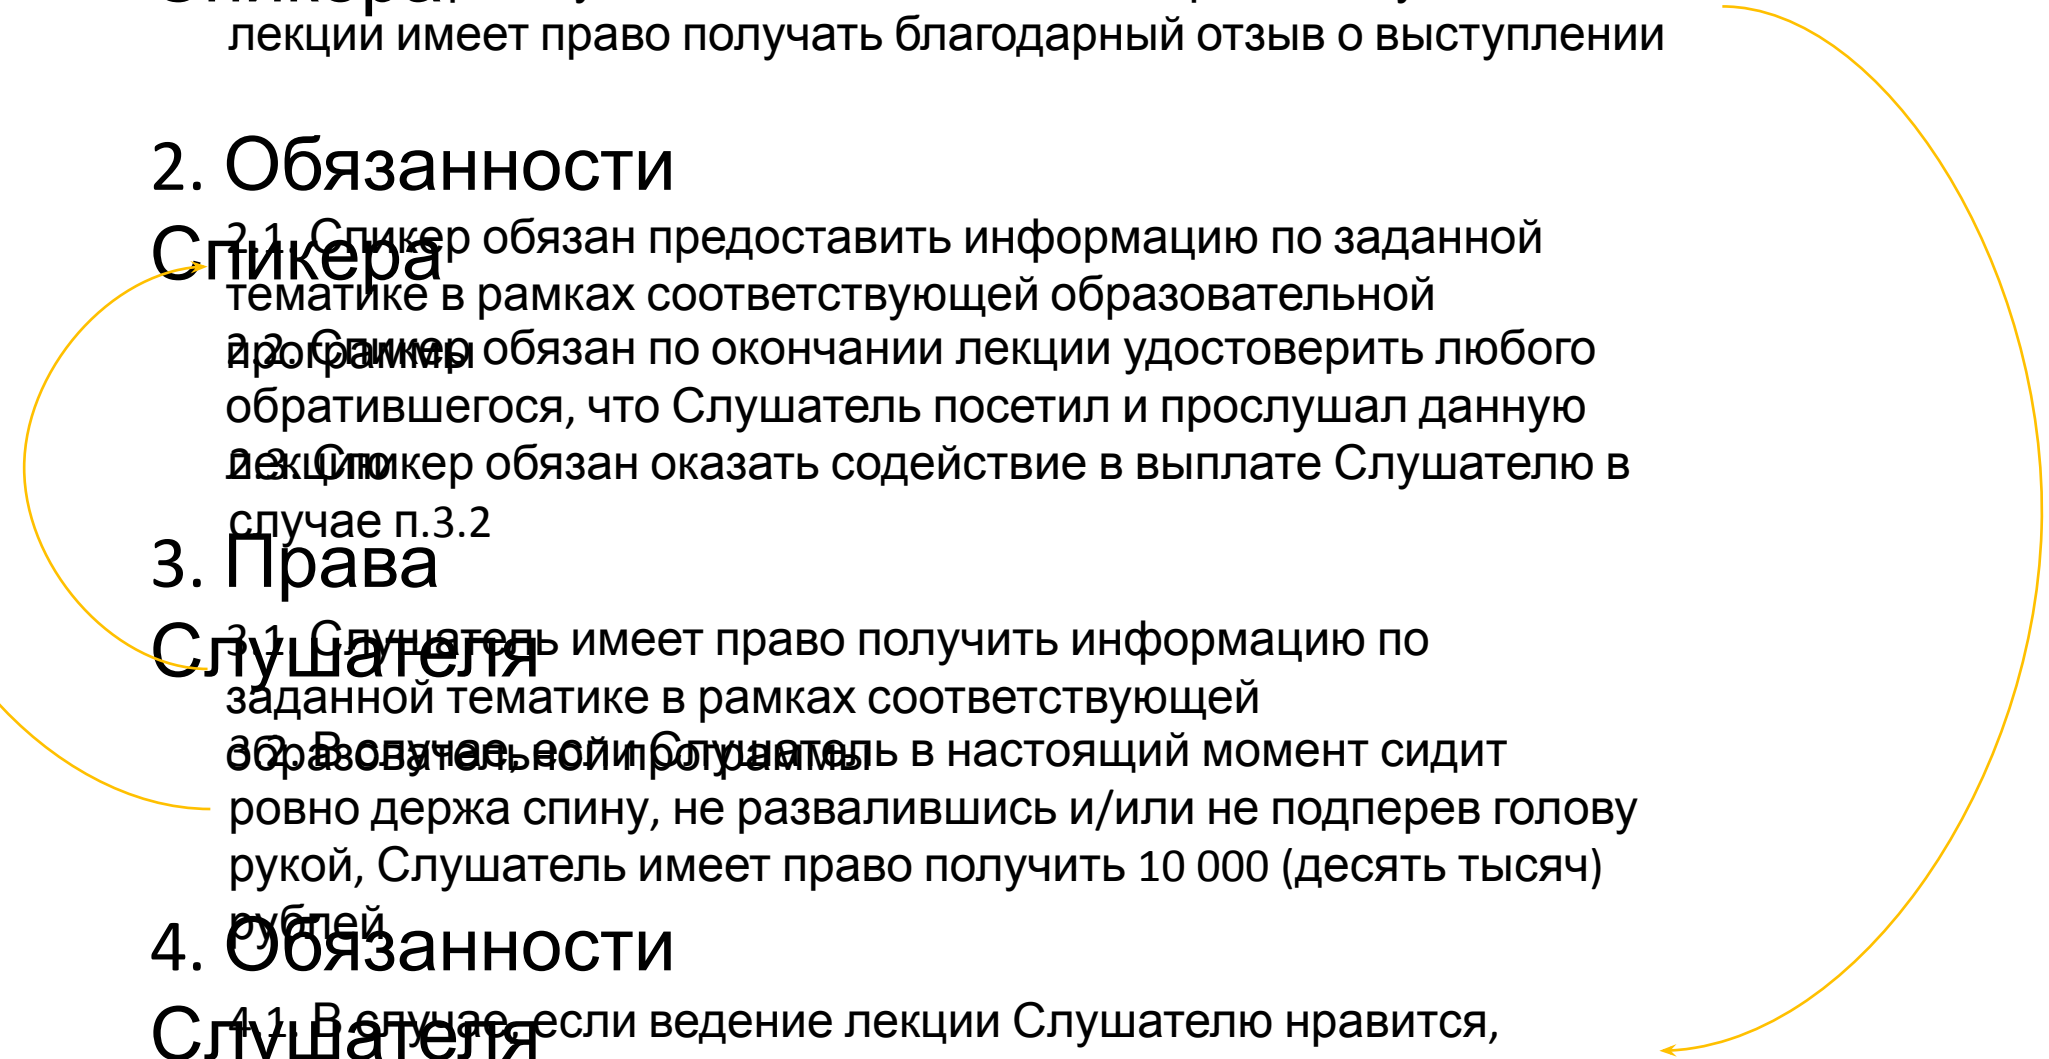 лекции имеет право получать благодарный отзыв о выступлении
2. Обязанности
Спикера
2.1. Спикер обязан предоставить информацию по заданной
тематике в рамках соответствующей образовательной
программы
2.2. Спикер обязан по окончании лекции удостоверить любого
обратившегося, что Слушатель посетил и прослушал данную
лекцию
2.3. Спикер обязан оказать содействие в выплате Слушателю в
случае п.3.2
3. Права
Слушателя
3.1. Слушатель имеет право получить информацию по
заданной тематике в рамках соответствующей
образовательной программы
3.2. В случае, если Слушатель в настоящий момент сидит
ровно держа спину, не развалившись и/или не подперев голову
рукой, Слушатель имеет право получить 10 000 (десять тысяч)
рублей
4. Обязанности
Слушателя
4.1. В случае, если ведение лекции Слушателю нравится,